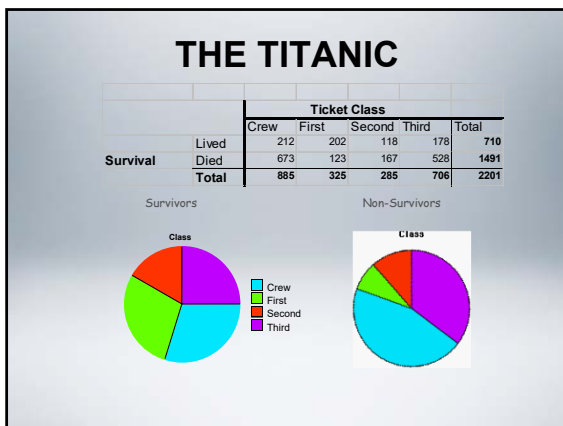 THE TITANIC
Ticket Class
Crew First Second Third Total
Lived 212 202 118 178 710
Survival Died 673 123 167 528 1491
Total 885 325 285 706 2201
Survivors Non-Survivors
Class Class
Crew
First
Second
Third